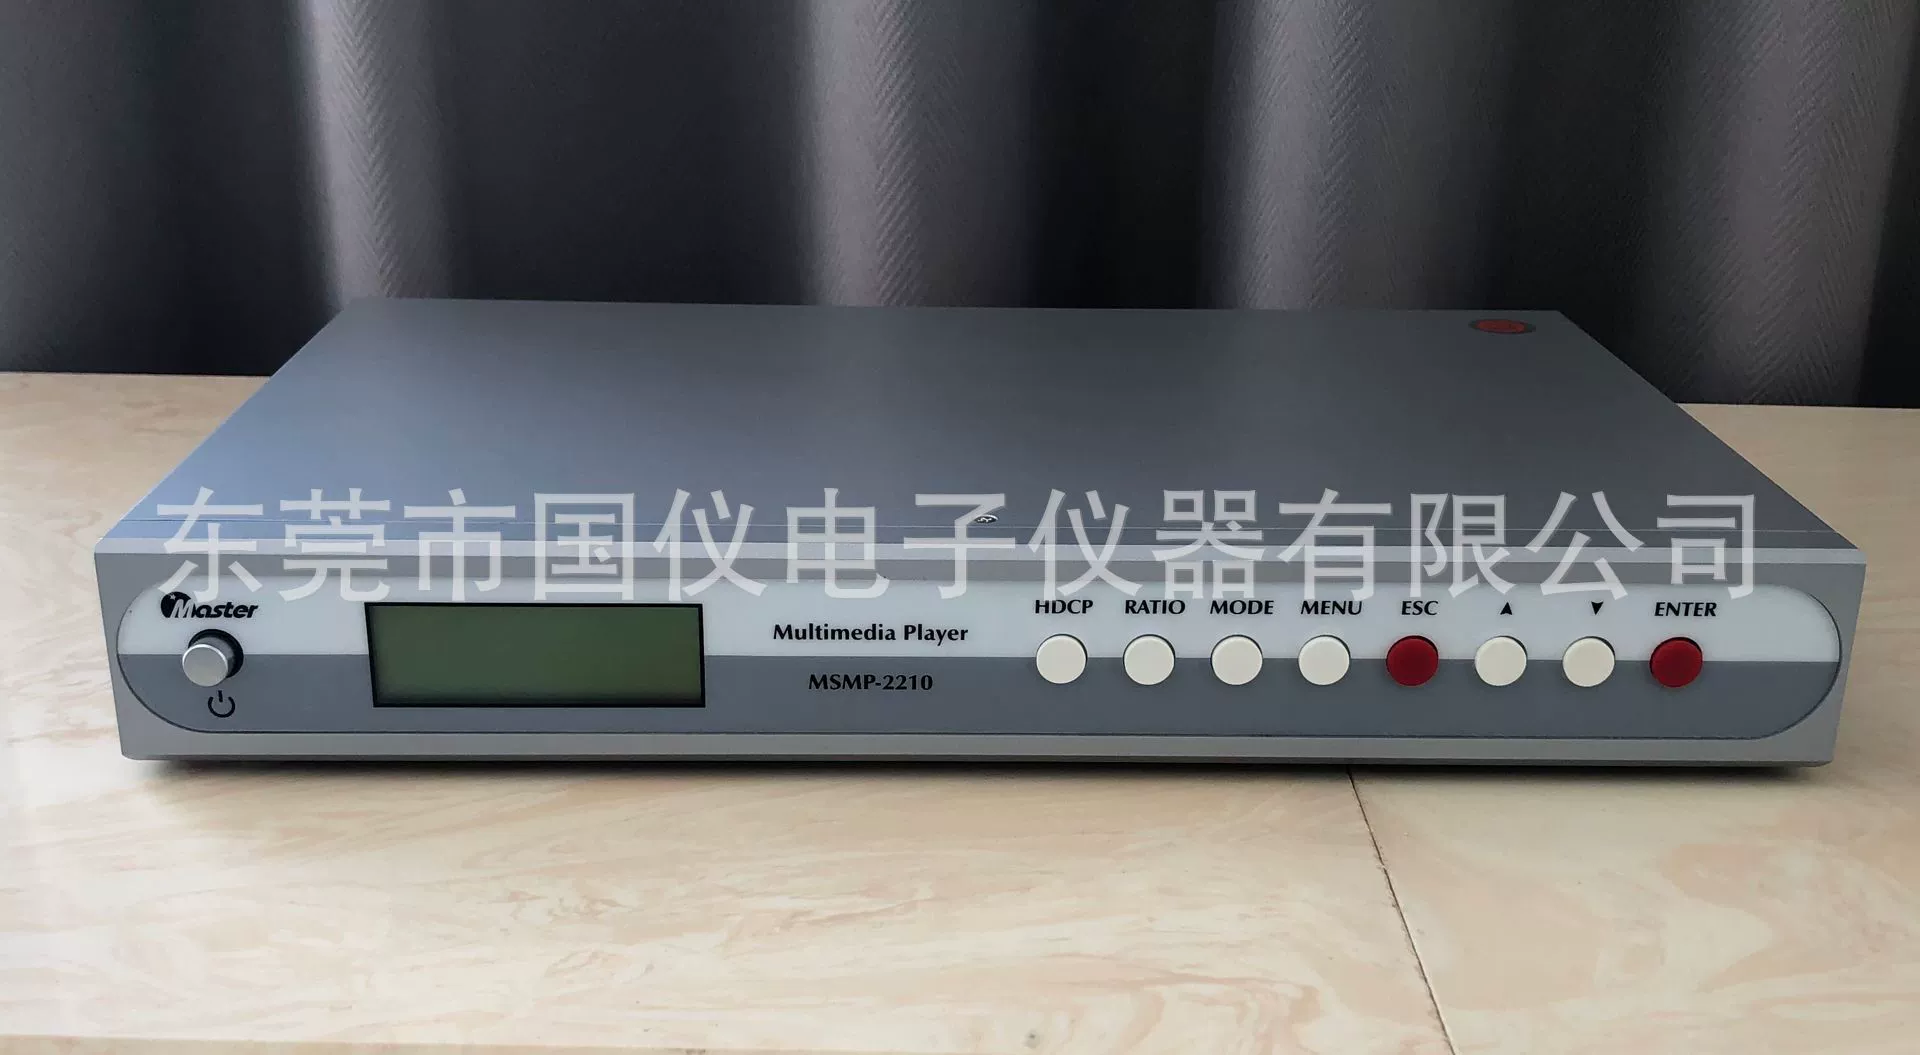 东莞市国仪电子仪器有限公司
Master
Multimedia Player
MSMP-2210
HDCP RATIO MODE MENU ESC ▲ ▼ ENTER